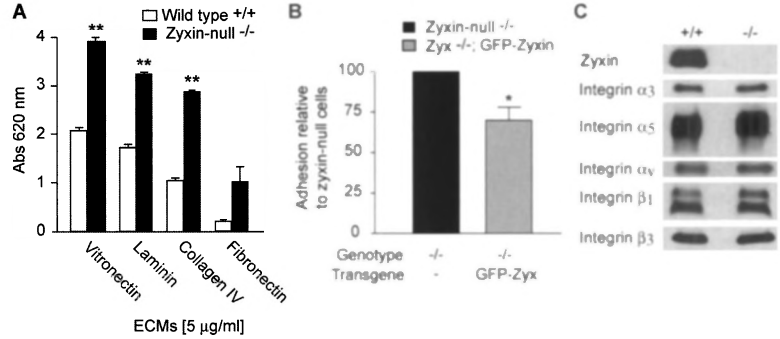 A
Wild type +/+
Zyxin-null -/-
Abs 620 nm
4
3
2
1
0
**
**
**
Vitronectin
Laminin
Collagen IV
Fibronectin
ECMs [5 µg/ml]
B
Zyxin-null -/-
Zyx -/-; GFP-Zyxin
Adhesion relative
to zyxin-null cells
100
75
50
25
0
*
Genotype -/- -/-
Transgene - GFP-Zyx
C
+/+ -/-
Zyxin
Integrin α3
Integrin α5
Integrin αv
Integrin β1
Integrin β3